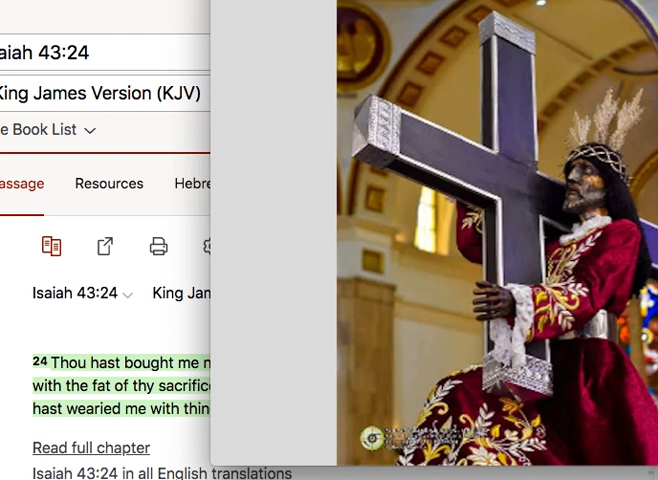 aiah 43:24
King James Version (KJV)
e Book List
assage Resources Hebre
Isaiah 43:24 King Jam
24 Thou hast bought me n
with the fat of thy sacrific
hast wearied me with thin
Read full chapter
Isaiah 43:24 in all English translations